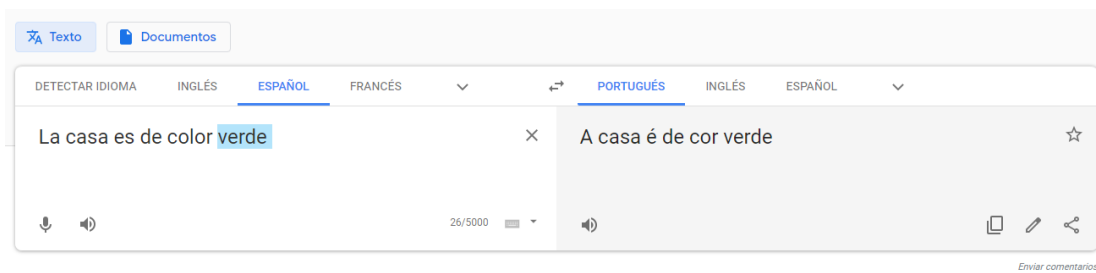 Texto Documentos
DETECTAR IDIOMA INGLÉS ESPAÑOL FRANCÉS PORTUGUÉS INGLÉS ESPAÑOL
La casa es de color verde A casa é de cor verde
26/5000
Enviar comentarios